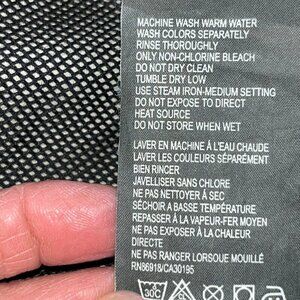 MACHINE WASH WARM WATER
WASH COLORS SEPARATELY
RINSE THOROUGHLY
ONLY NON-CHLORINE BLEACH
DO NOT DRY CLEAN
TUMBLE DRY LOW
USE STEAM IRON-MEDIUM SETTING
DO NOT EXPOSE TO DIRECT
HEAT SOURCE
DO NOT STORE WHEN WET
LAVER EN MACHINE À L'EAU CHAUDE
LAVER LES COULEURS SÉPARÉMENT
BIEN RINCER
JAVELLISER SANS CHLORE
NE PAS NETTOYER À SEC
SÉCHOIR A BASSE TEMPÉRATURE
REPASSER À LA VAPEUR-FER MOYEN
NE PAS EXPOSER À LA CHALEUR
DIRECTE
NE PAS RANGER LORSOUE MOUILLÉ
RN86918/CA30195
30C